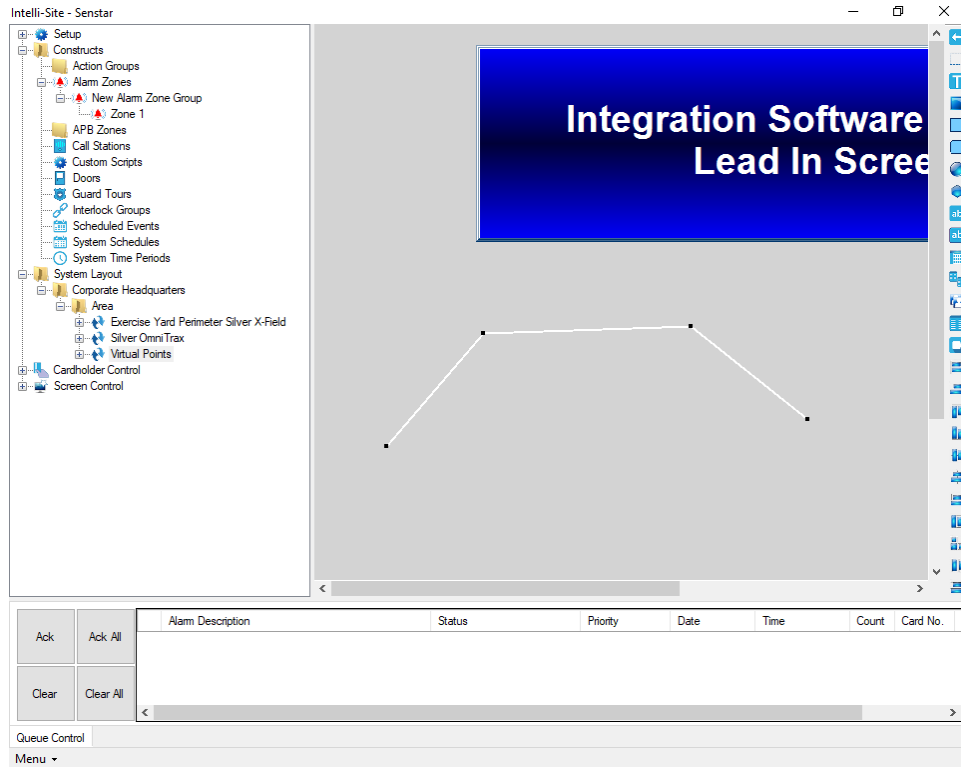 Intelli-Site - Senstar
Setup
Constructs
Action Groups
Alarm Zones
New Alarm Zone Group
Zone 1
APB Zones
Call Stations
Custom Scripts
Doors
Guard Tours
Interlock Groups
Scheduled Events
System Schedules
System Time Periods
System Layout
Corporate Headquarters
Area
Exercise Yard Perimeter Silver X-Field
Silver OmniTrax
Virtual Points
Cardholder Control
Screen Control
Integration Software
Lead In Scree
T
ab
ab
Ack
Ack All
Clear
Clear All
Alarm Description Status Priority Date Time Count Card No.
Queue Control
Menu